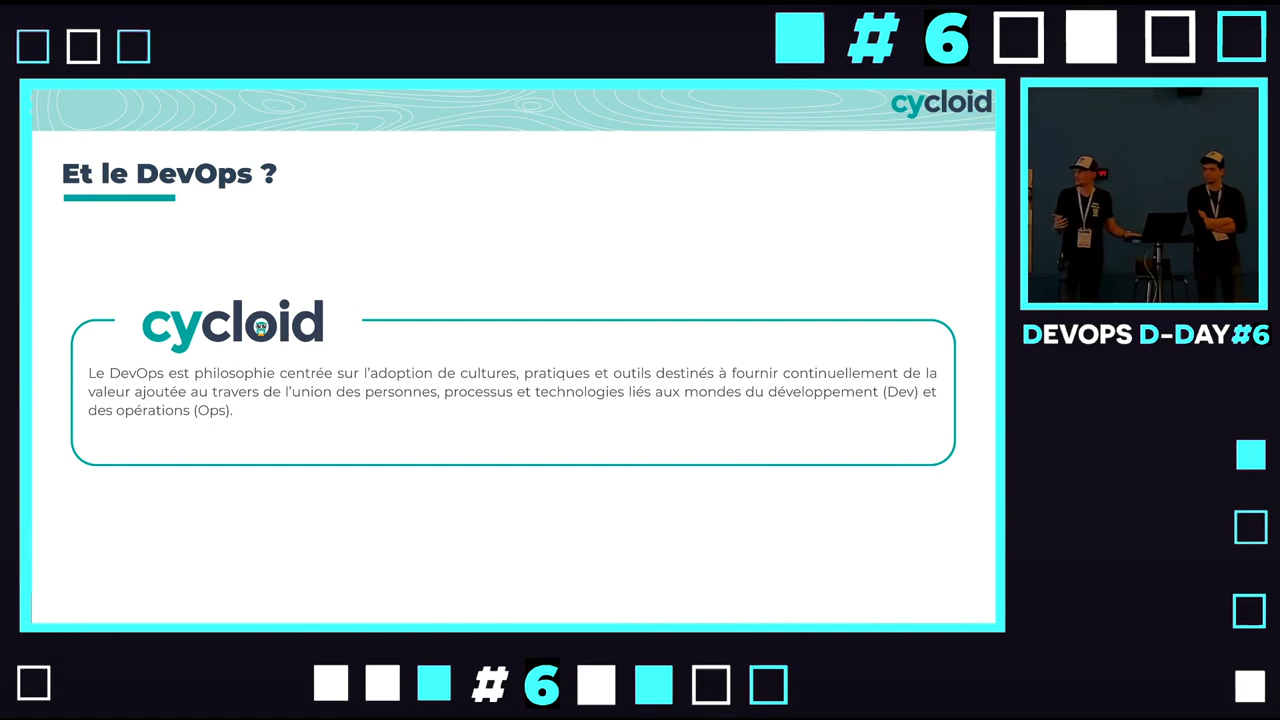 # 6
cycloid
Et le DevOps ?
cycloid
Le DevOps est philosophie centrée sur l'adoption de cultures, pratiques et outils destinés à fournir continuellement de la
valeur ajoutée au travers de l'union des personnes, processus et technologies liés aux mondes du développement (Dev) et
des opérations (Ops).
DEVOPS D-DAY#6
# 6